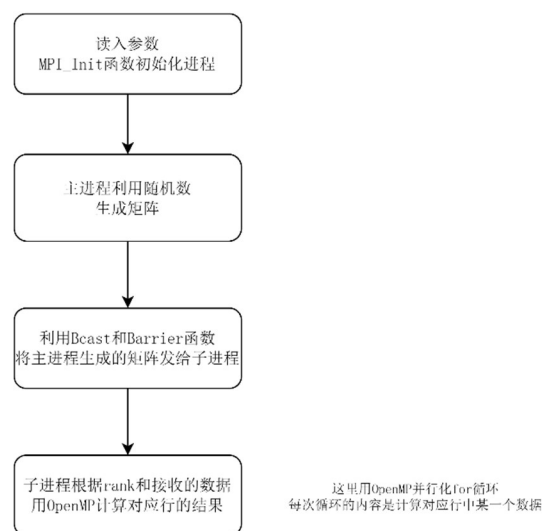 读入参数
MPI_Init函数初始化进程
主进程利用随机数
生成矩阵
利用Bcast和Barrier函数
将主进程生成的矩阵发给子进程
子进程根据rank和接收的数据
用OpenMP计算对应行的结果
这里用OpenMP并行化for循环
每次循环的内容是计算对应行中某一个数据